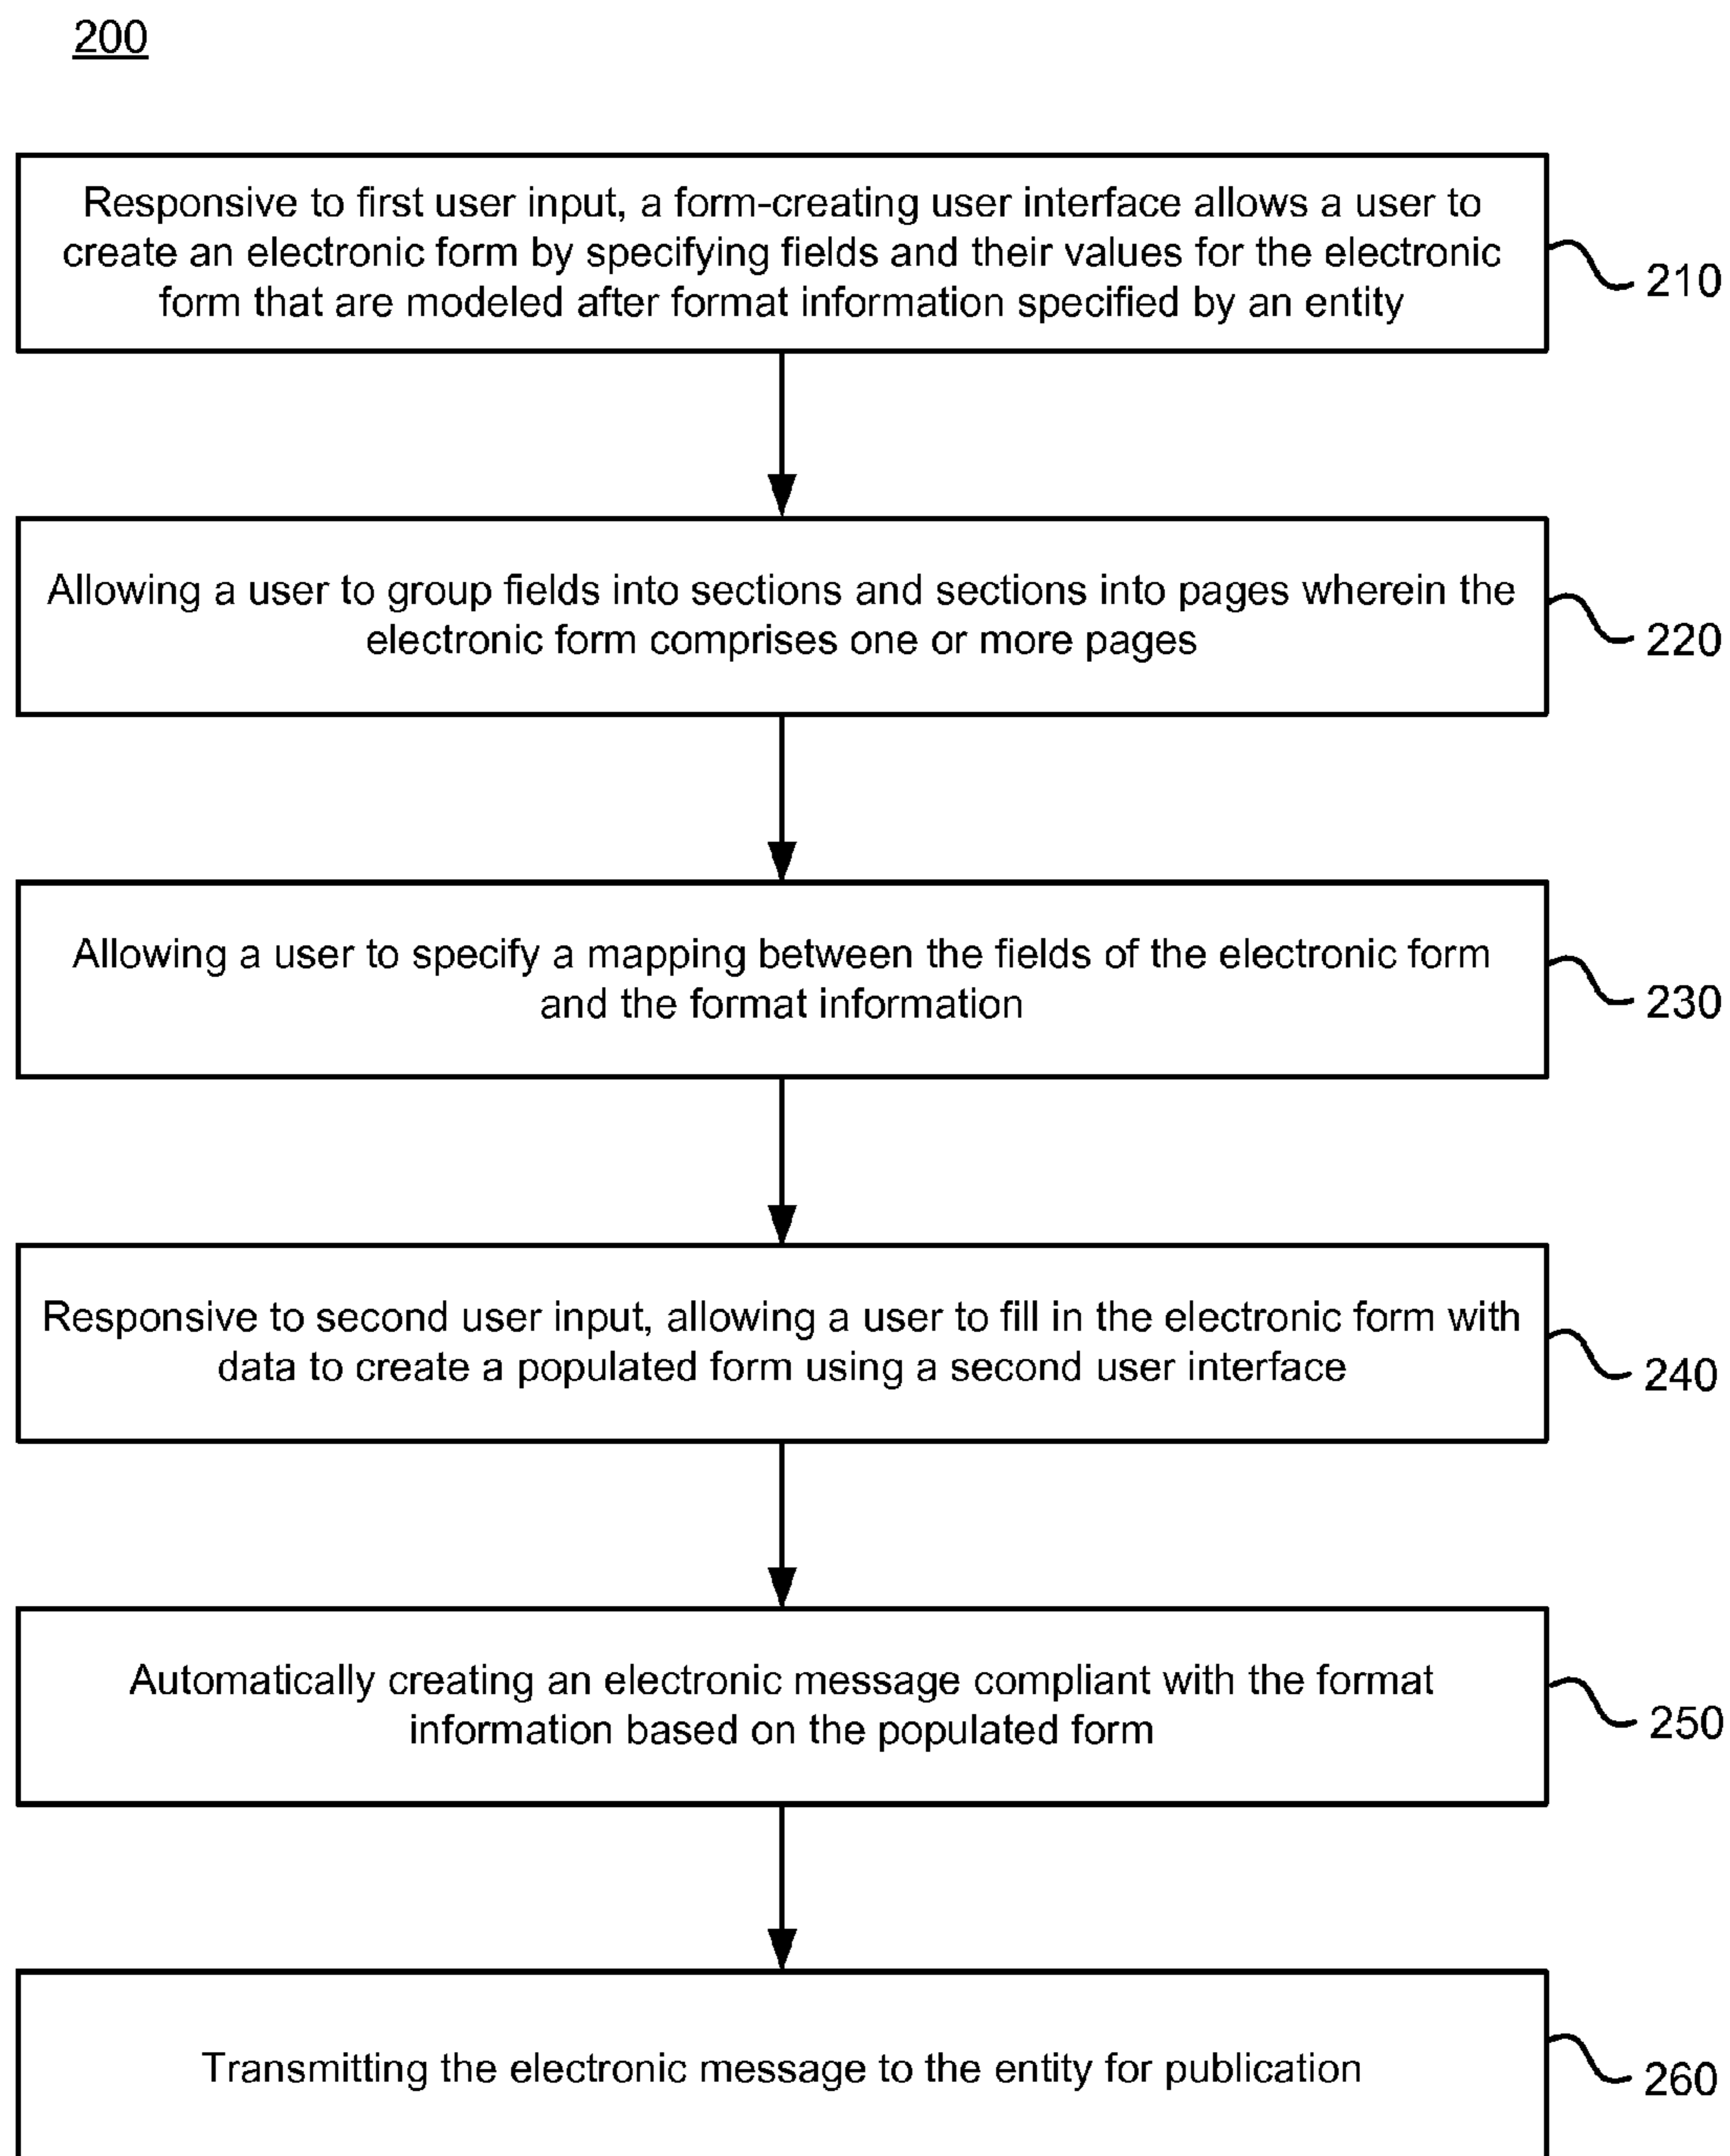 200
Responsive to first user input, a form-creating user interface allows a user to
create an electronic form by specifying fields and their values for the electronic
form that are modeled after format information specified by an entity
210
Allowing a user to group fields into sections and sections into pages wherein the
electronic form comprises one or more pages
220
Allowing a user to specify a mapping between the fields of the electronic form
and the format information
230
Responsive to second user input, allowing a user to fill in the electronic form with
data to create a populated form using a second user interface
240
Automatically creating an electronic message compliant with the format
information based on the populated form
250
Transmitting the electronic message to the entity for publication
260